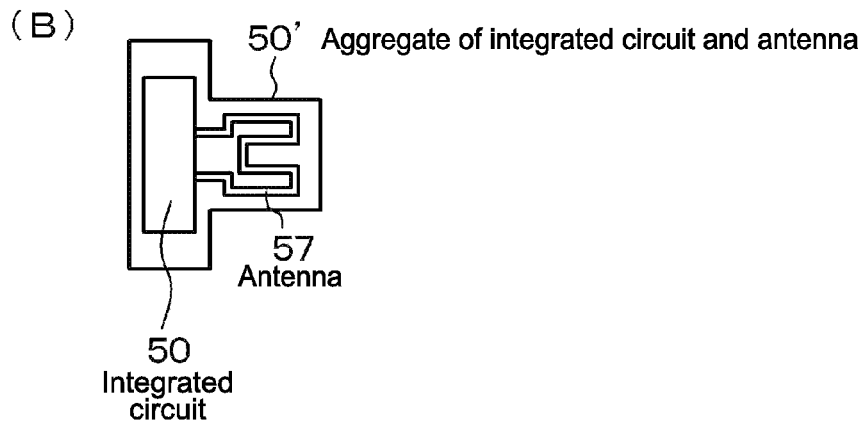 (B)
50’ Aggregate of integrated circuit and antenna
57
Antenna
50
Integrated
circuit